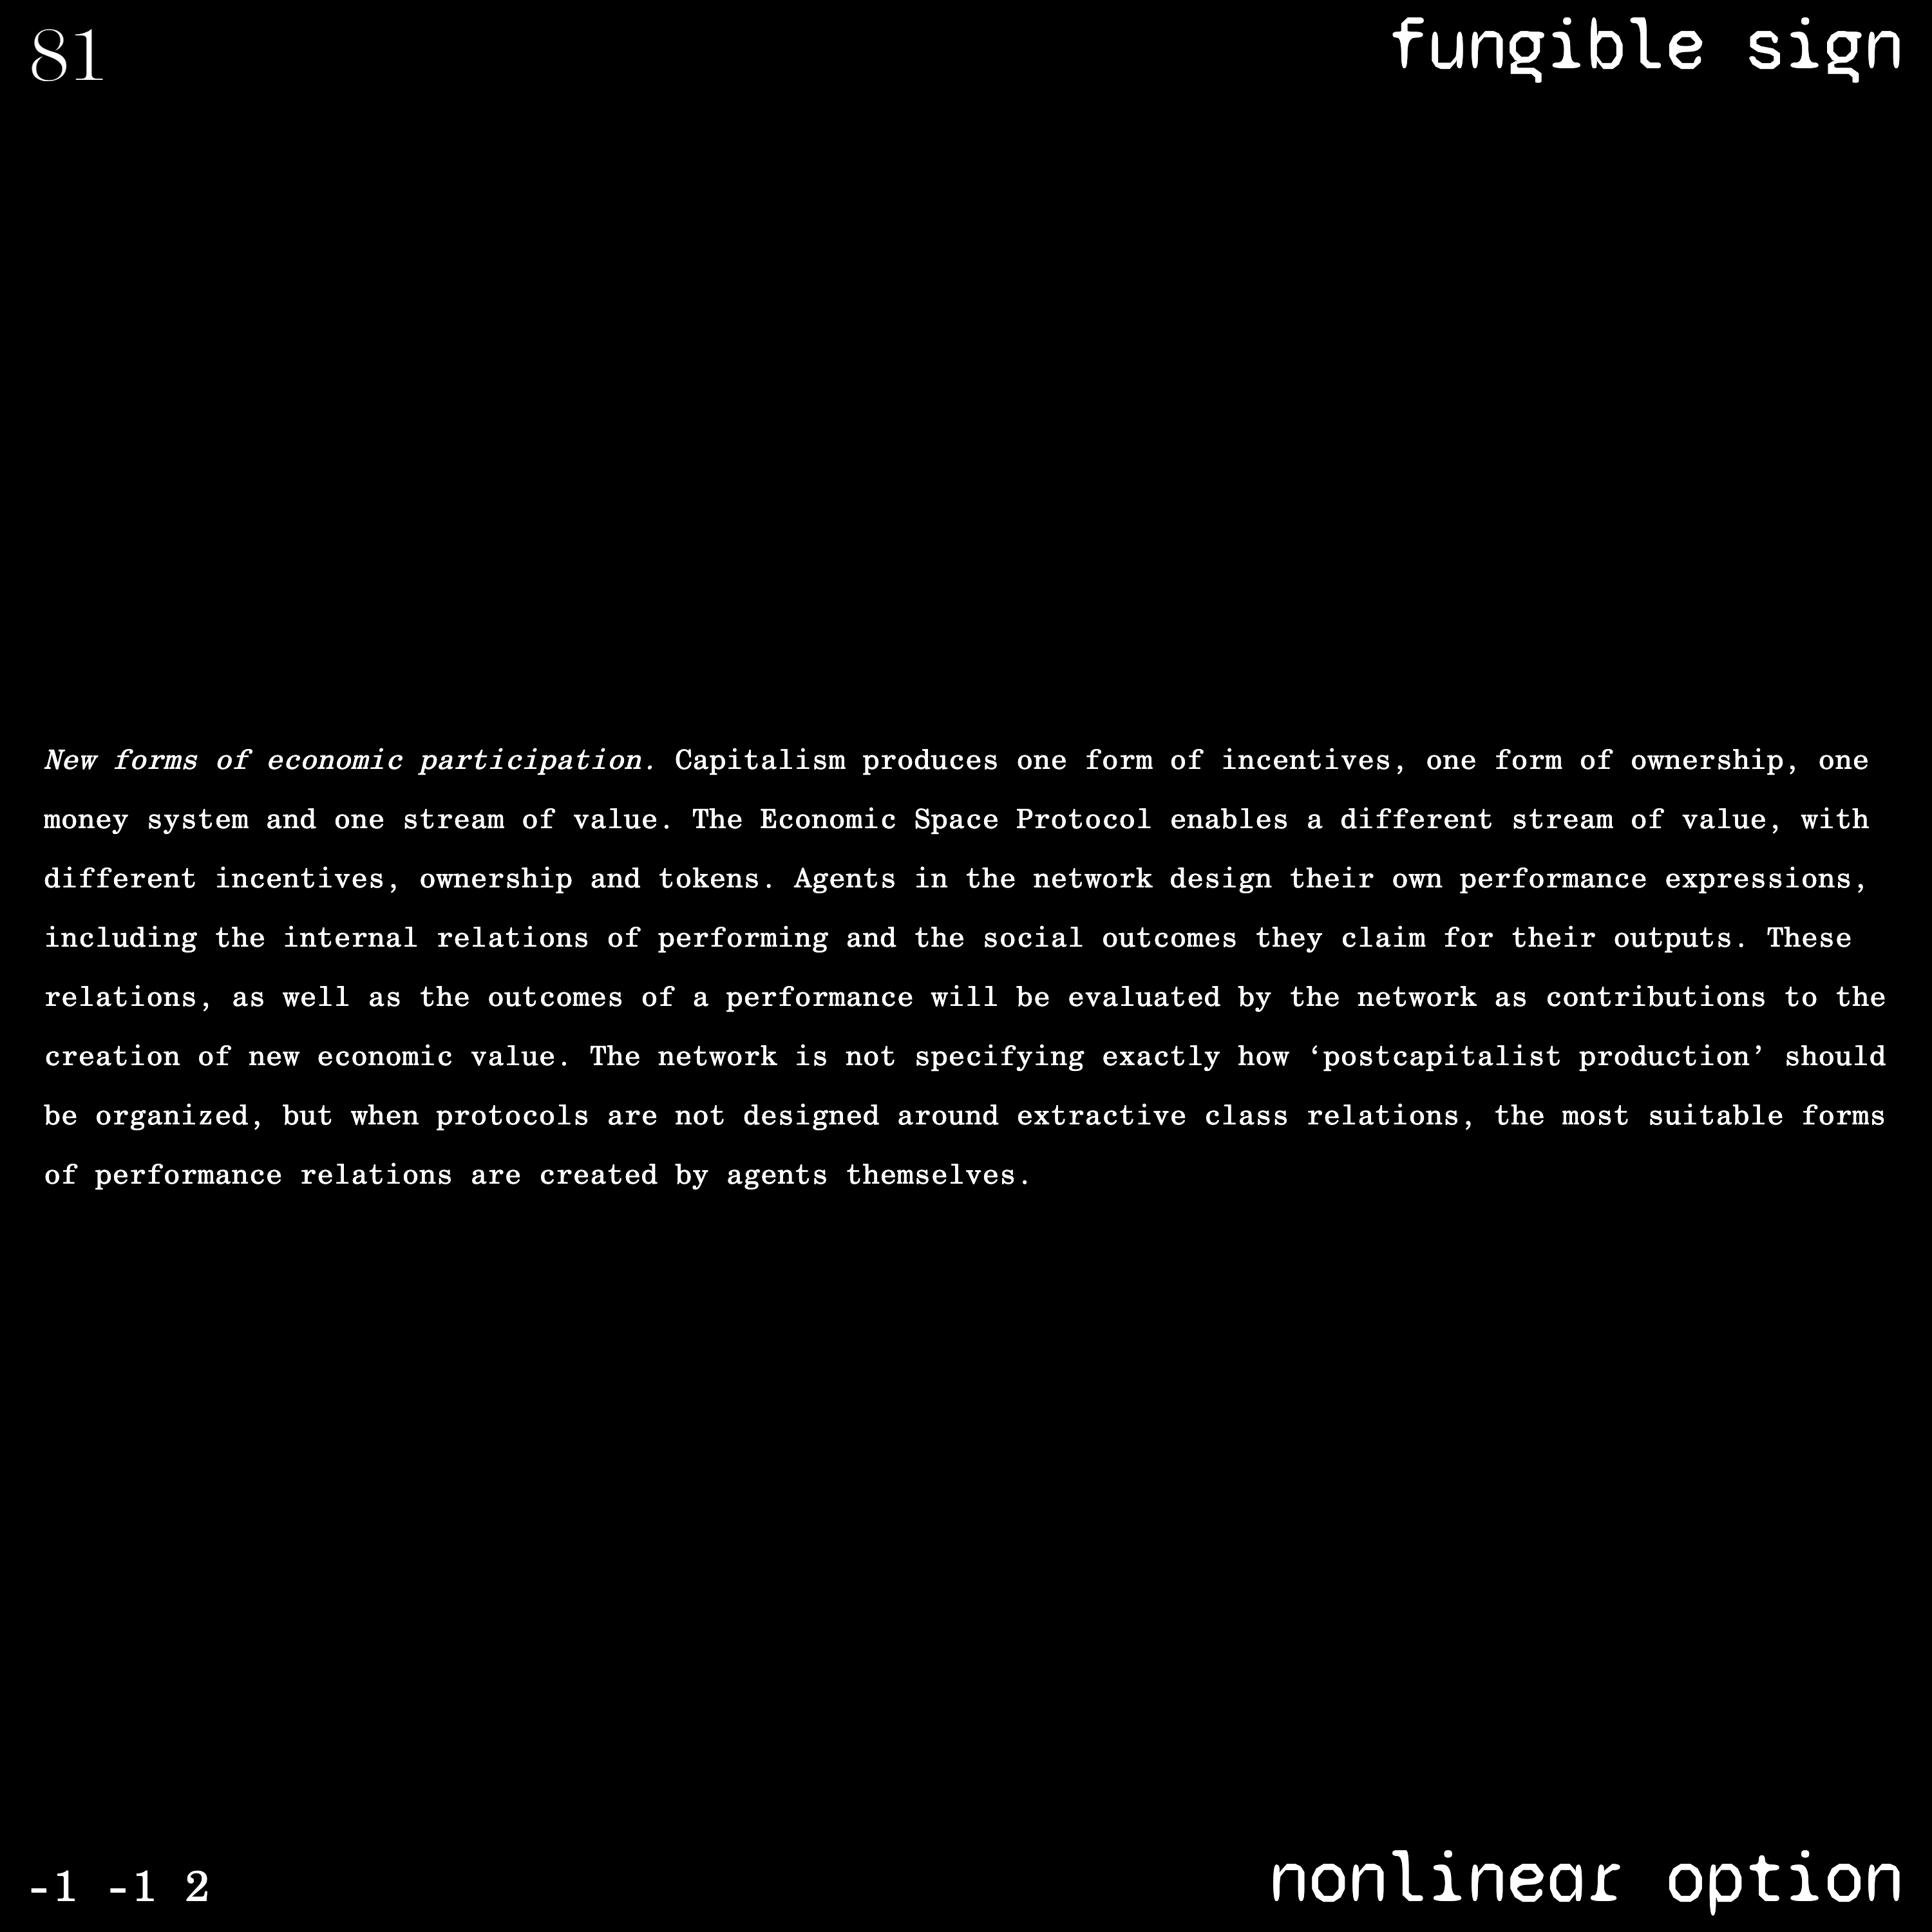 81
fungible sign
New forms of economic participation. Capitalism produces one form of incentives, one form of ownership, one
money system and one stream of value. The Economic Space Protocol enables a different stream of value, with
different incentives, ownership and tokens. Agents in the network design their own performance expressions,
including the internal relations of performing and the social outcomes they claim for their outputs. These
relations, as well as the outcomes of a performance will be evaluated by the network as contributions to the
creation of new economic value. The network is not specifying exactly how ‘postcapitalist production’ should
be organized, but when protocols are not designed around extractive class relations, the most suitable forms
of performance relations are created by agents themselves.
-1 -1 2
nonlinear option